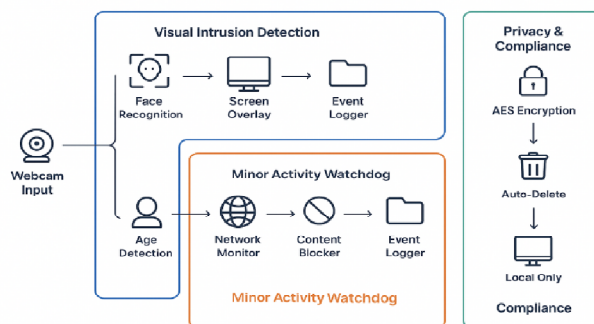 Visual Intrusion Detection
Face
Recognition
Screen
Overlay
Event
Logger
Webcam
Input
Minor Activity Watchdog
Age
Detection
Network
Monitor
Content
Blocker
Event
Logger
Minor Activity Watchdog
Privacy &
Compliance
AES Encryption
Auto-Delete
Local Only
Compliance